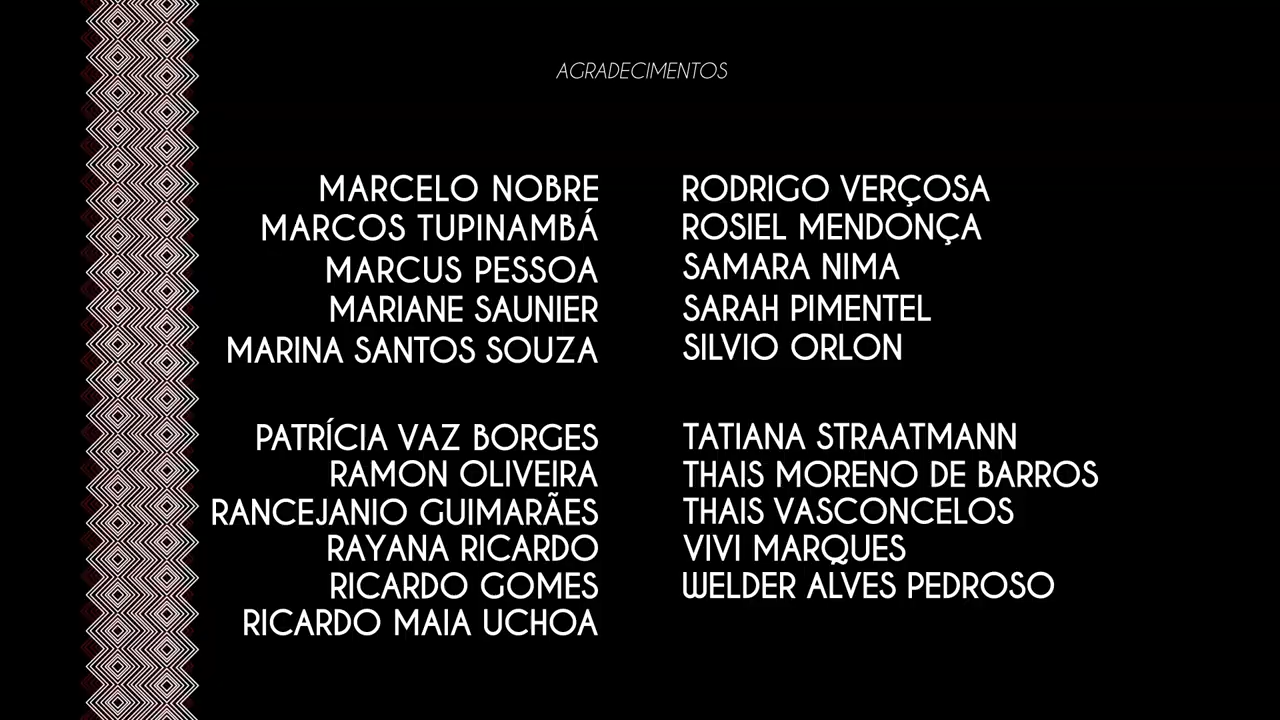 AGRADECIMENTOS
MARCELO NOBRE
MARCOS TUPINAMBÁ
MARCUS PESSOA
MARIANE SAUNIER
MARINA SANTOS SOUZA
PATRÍCIA VAZ BORGES
RAMON OLIVEIRA
RANCEJANIO GUIMARÃES
RAYANA RICARDO
RICARDO GOMES
RICARDO MAIA UCHOA
RODRIGO VERÇOSA
ROSIEL MENDONÇA
SAMARA NIMA
SARAH PIMENTEL
SILVIO ORLON
TATIANA STRAATMANN
THAIS MORENO DE BARROS
THAIS VASCONCELOS
VIVI MARQUES
WELDER ALVES PEDROSO